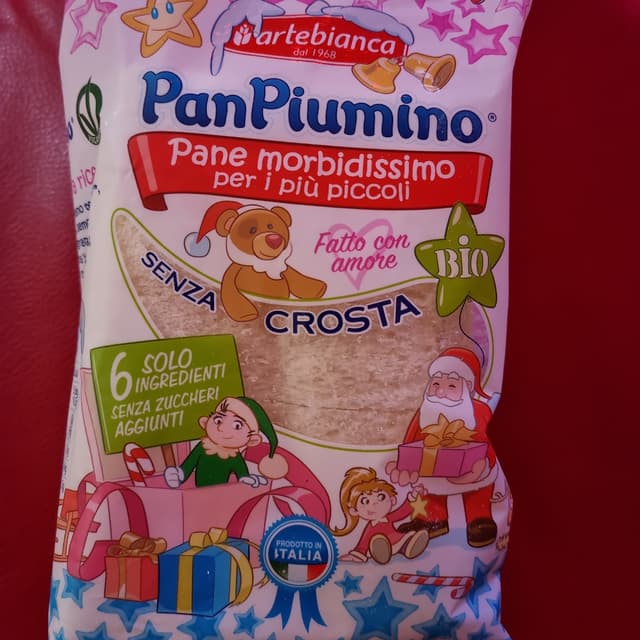 artebianca
dal 1968
PanPiumino®
Pane morbidissimo
per i più piccoli
Fatto con
amore
BIO
SENZA
CROSTA
6 SOLO
INGREDIENTI
SENZA ZUCCHERI
AGGIUNTI
PRODOTTO IN
ITALIA